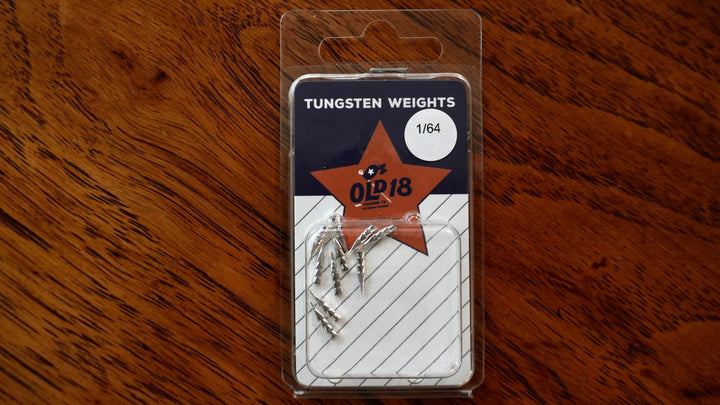 TUNGSTEN WEIGHTS
1/64
OLD 18